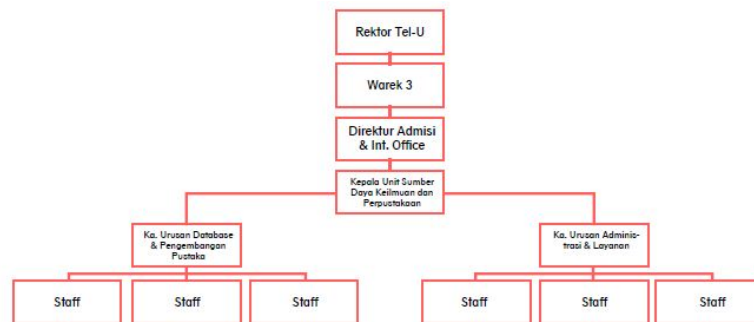 Rektor Tel-U
Warek 3
Direktur Admisi
& Int. Office
Kepala Unit Sumber
Daya Keilmuan dan
Perpustakaan
Ka. Urusan Database
& Pengembangan
Pustaka
Ka. Urusan Adminis-
trasi & Layanan
Staff
Staff
Staff
Staff
Staff
Staff